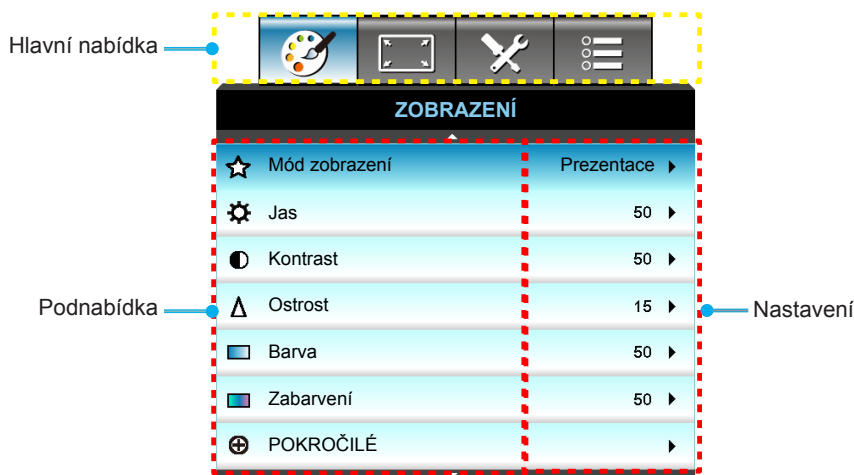 Hlavní nabídka
ZOBRAZENÍ
Mód zobrazení Prezentace
Jas 50
Kontrast 50
Podnabídka
Ostrost 15
Nastavení
Barva 50
Zabarvení 50
POKROČILÉ